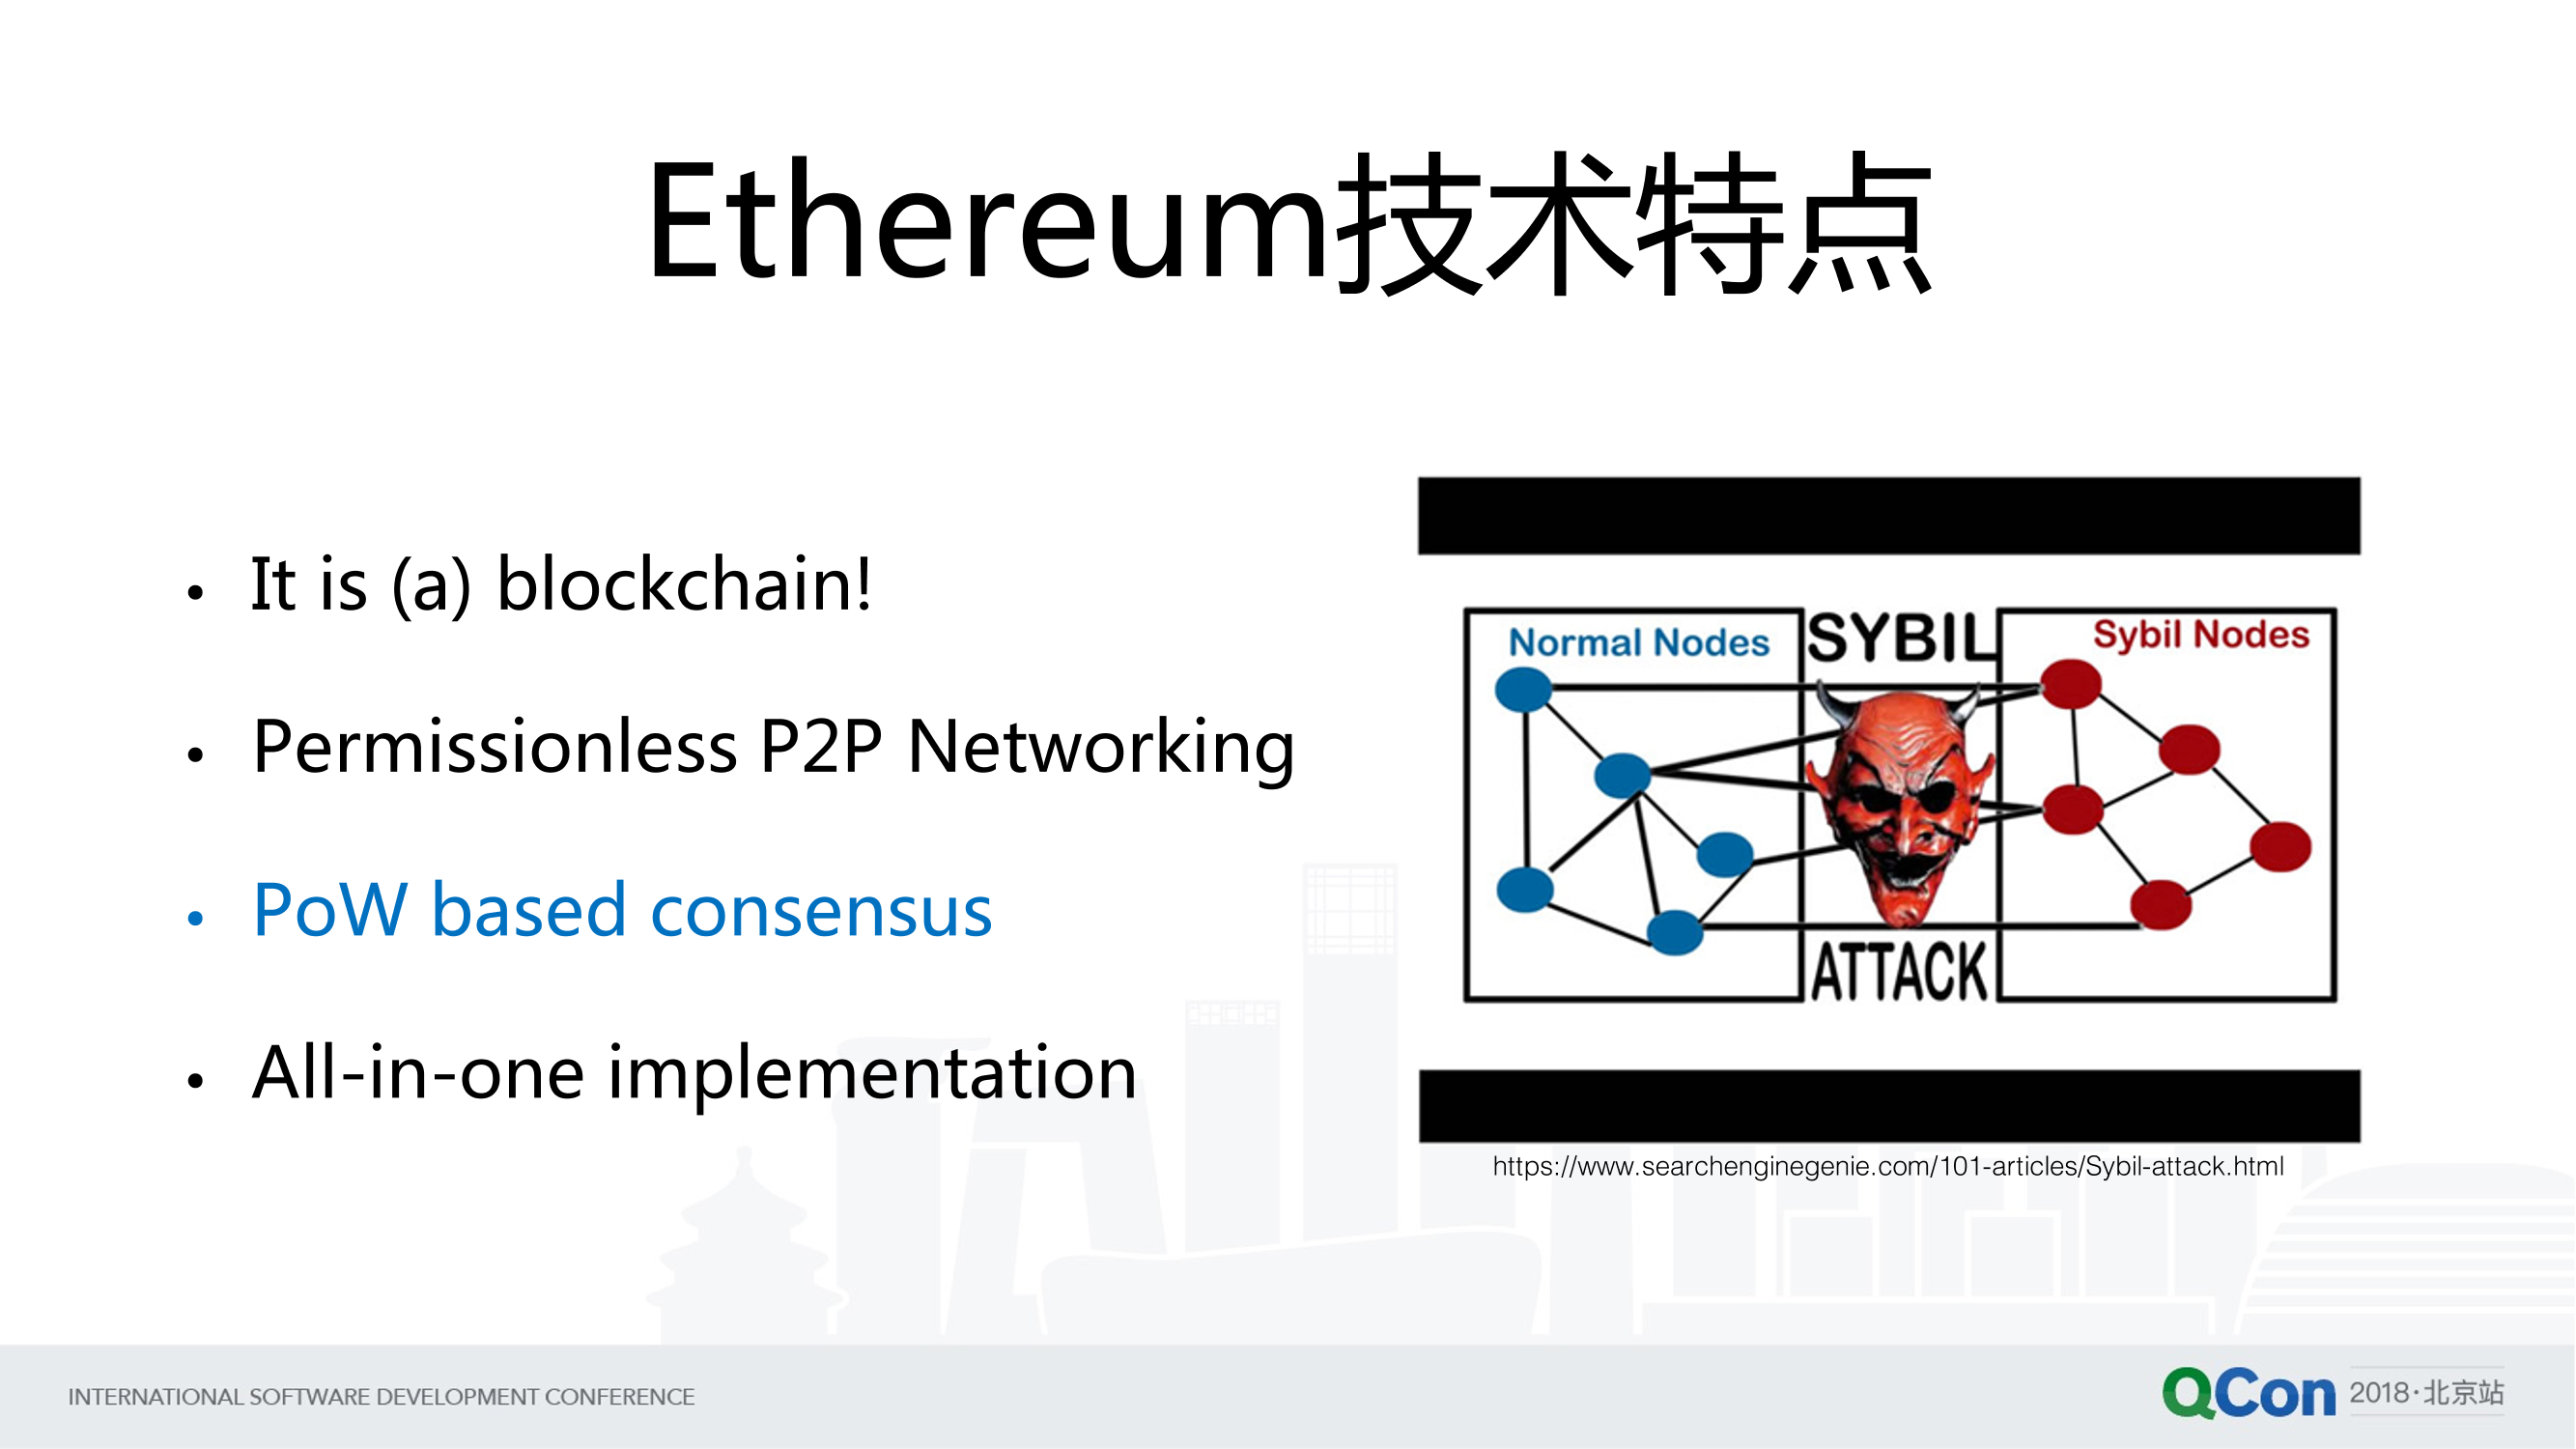 Ethereum技术特点
• It is (a) blockchain!
• Permissionless P2P Networking
• PoW based consensus
• All-in-one implementation
Normal Nodes
SYBIL
Sybil Nodes
ATTACK
https://www.searchenginegenie.com/101-articles/Sybil-attack.html
INTERNATIONAL SOFTWARE DEVELOPMENT CONFERENCE
QCon 2018·北京站